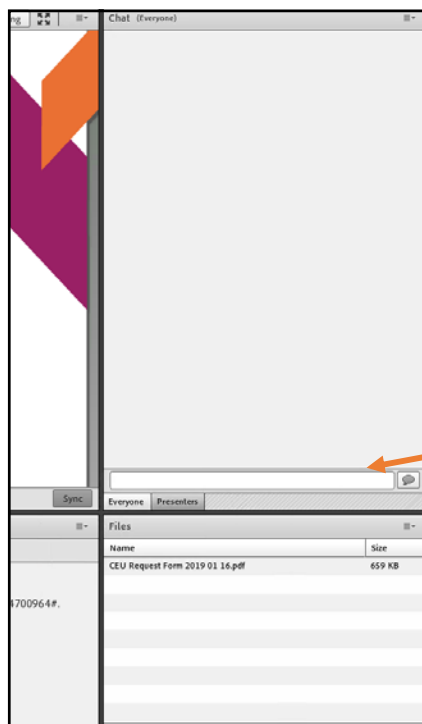 ng
Chat (Everyone)
Sync
Everyone Presenters
Files
Name Size
CEU Request Form 2019 01 16.pdf 659 KB
4700964#.